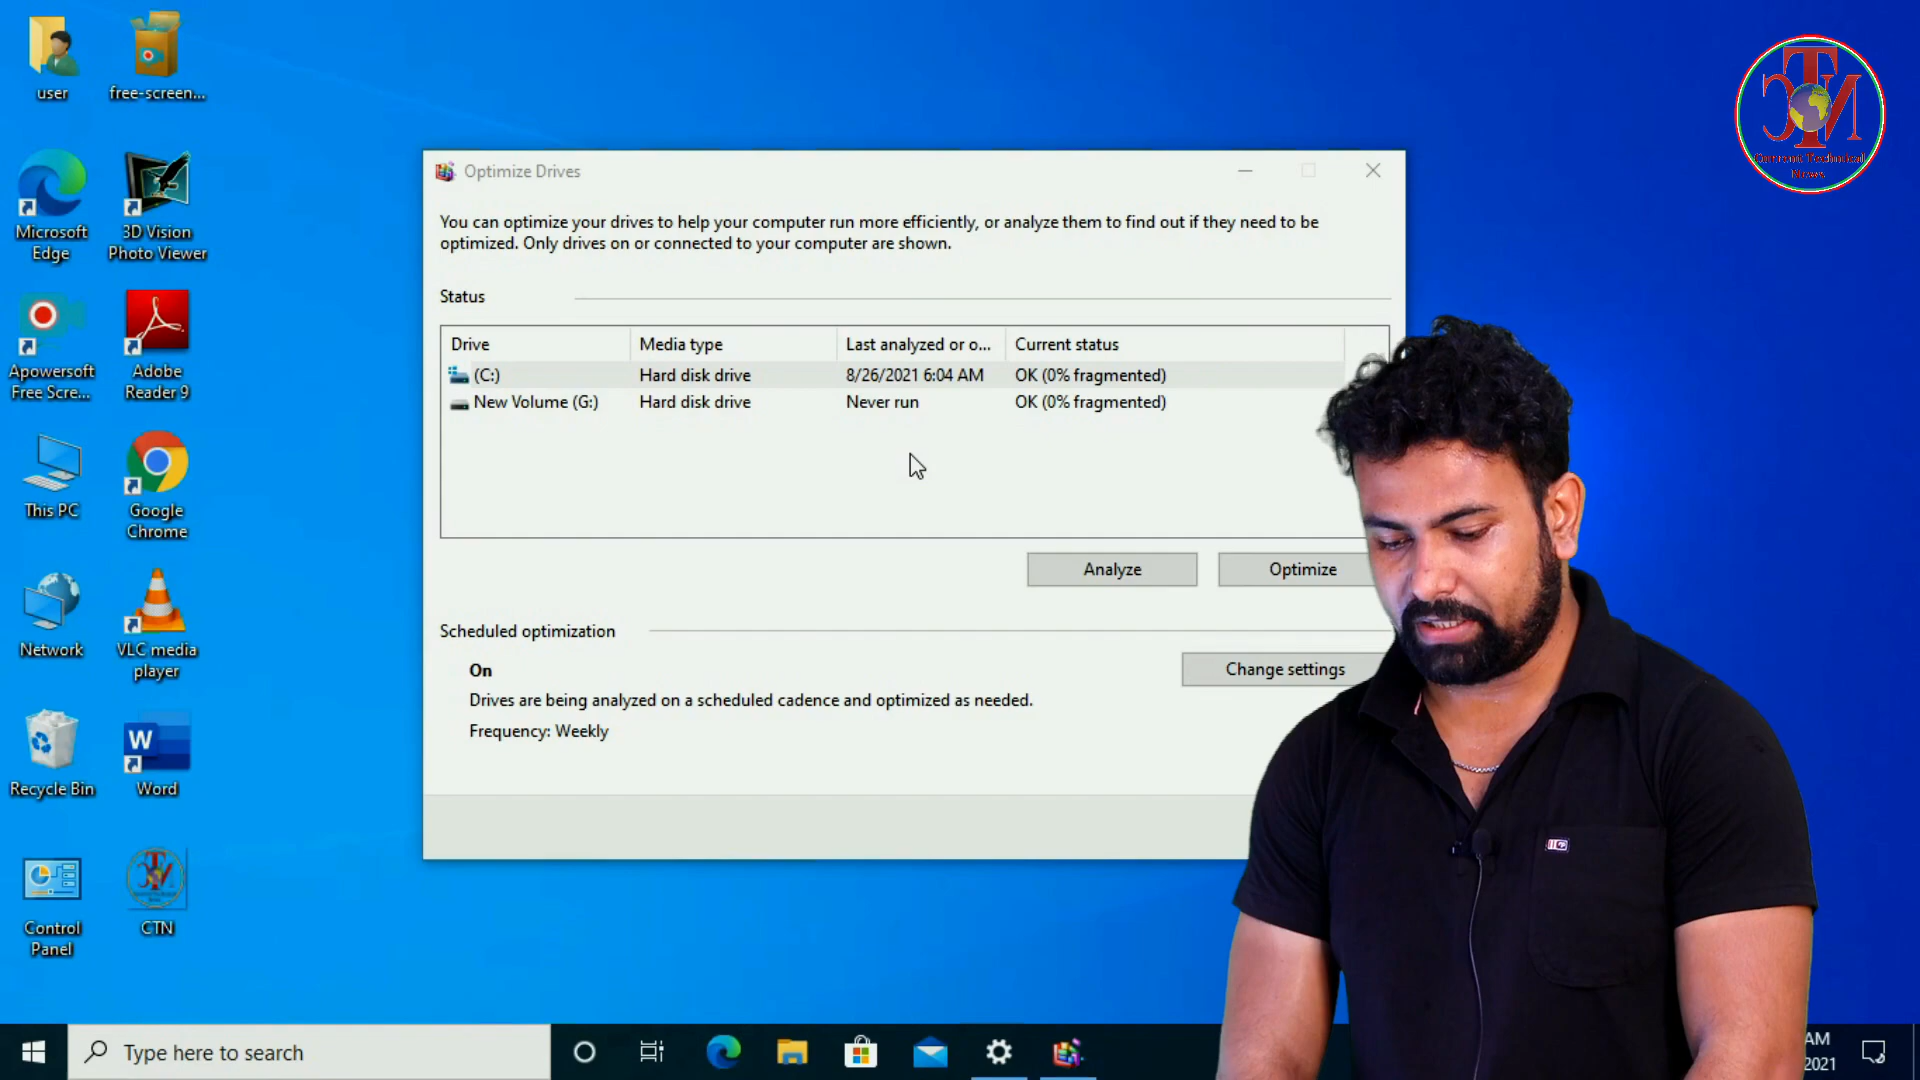 user
free-screen...
Microsoft
Edge
3D Vision
Photo Viewer
Apowersoft
Free Scre...
Adobe
Reader 9
This PC
Google
Chrome
Network
VLC media
player
Recycle Bin
W
Word
Control
Panel
CTN
Optimize Drives
You can optimize your drives to help your computer run more efficiently, or analyze them to find out if they need to be
optimized. Only drives on or connected to your computer are shown.
Status
Drive Media type Last analyzed or o... Current status
(C:) Hard disk drive 8/26/2021 6:04 AM OK (0% fragmented)
New Volume (G:) Hard disk drive Never run OK (0% fragmented)
Analyze Optimize
Scheduled optimization
On
Change settings
Drives are being analyzed on a scheduled cadence and optimized as needed.
Frequency: Weekly
CTN
Current Technical
News
Type here to search
AM
2021